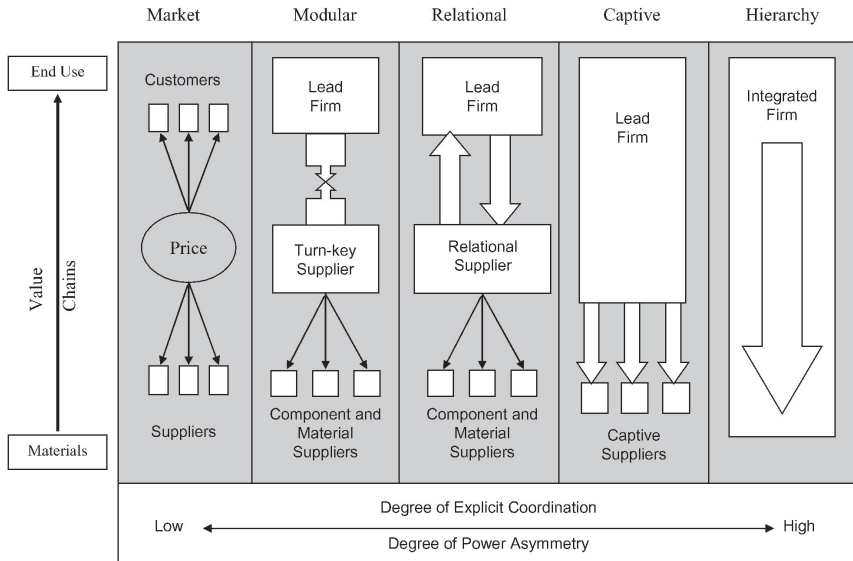 Market
Modular
Relational
Captive
Hierarchy
End Use
Value
Chains
Materials
Customers
Price
Suppliers
Lead
Firm
Turn-key
Supplier
Component and
Material
Suppliers
Lead
Firm
Relational
Supplier
Component and
Material
Suppliers
Lead
Firm
Captive
Suppliers
Integrated
Firm
Degree of Explicit Coordination
Low
High
Degree of Power Asymmetry